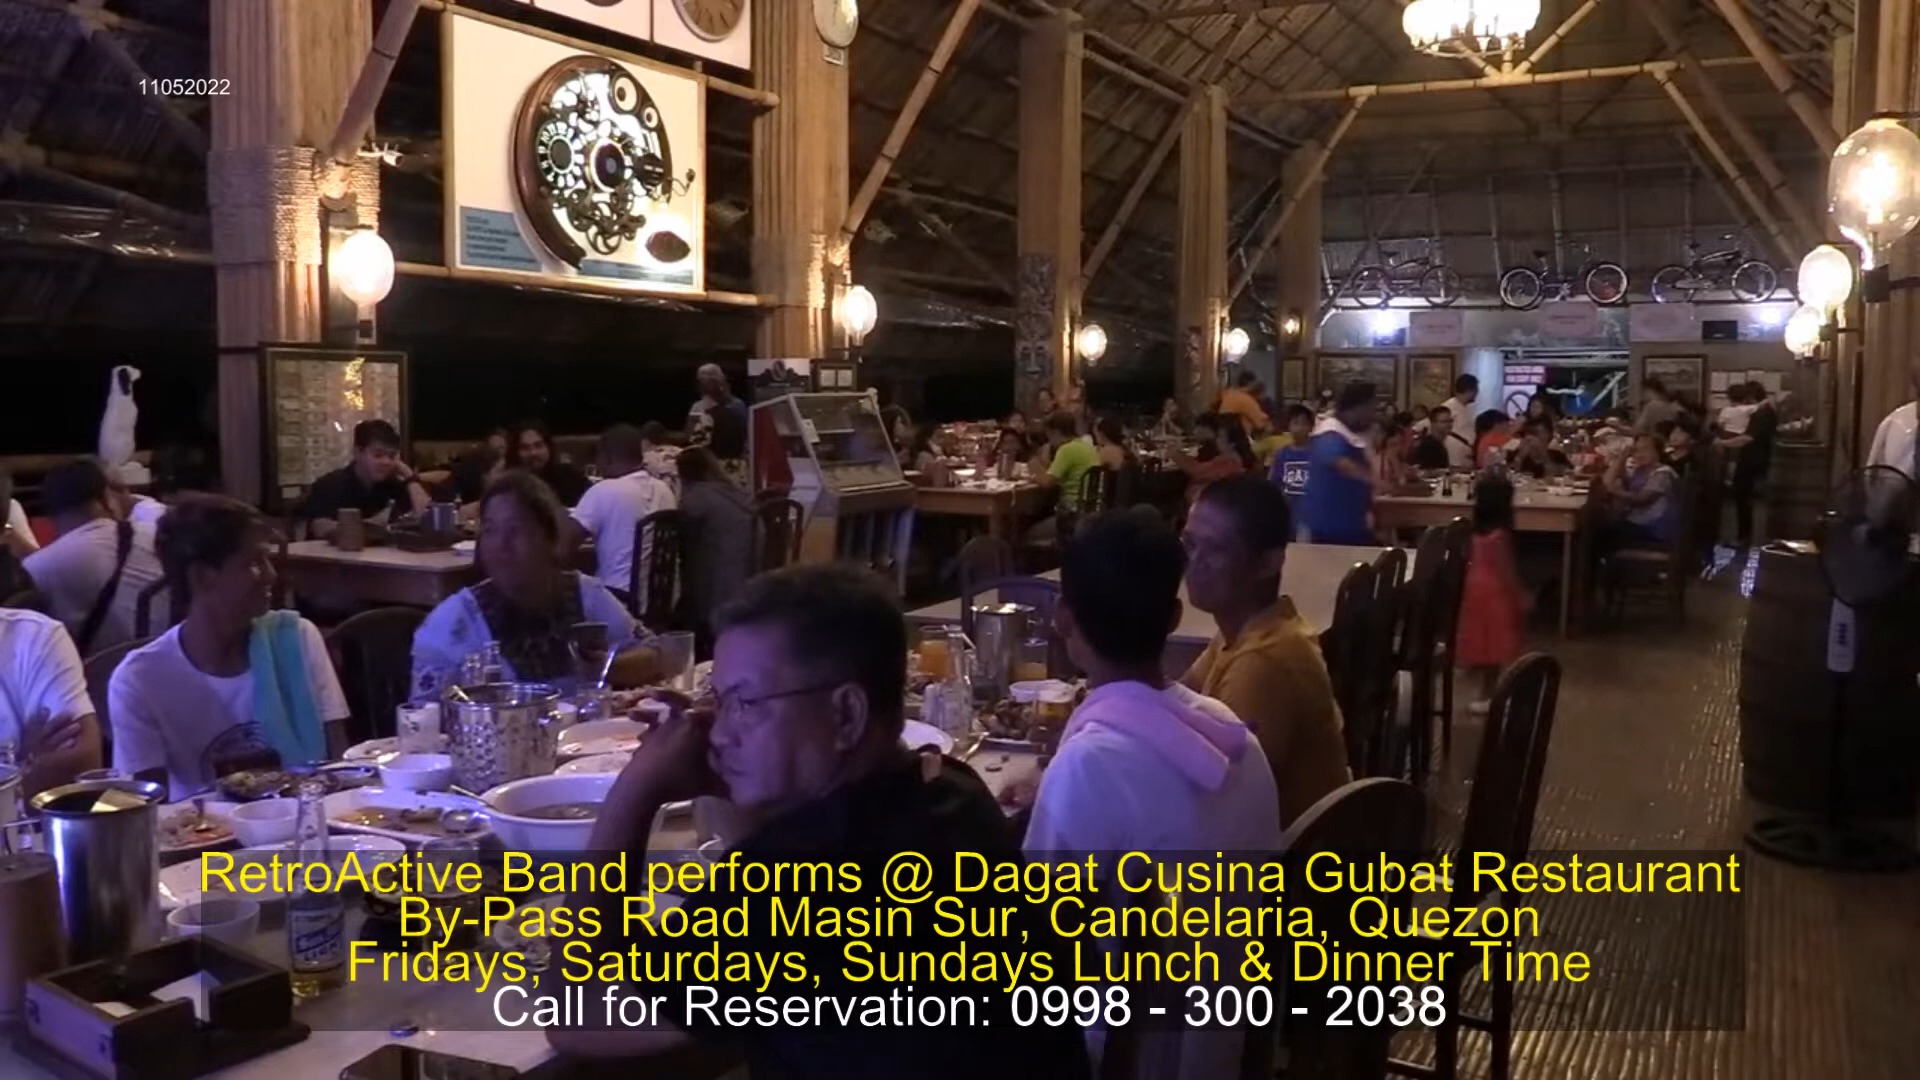 11052022
RetroActive Band performs @ Dagat Cusina Gubat Restaurant
By-Pass Road Masin Sur, Candelaria, Quezon
Fridays, Saturdays, Sundays Lunch & Dinner Time
Call for Reservation: 0998 - 300 - 2038